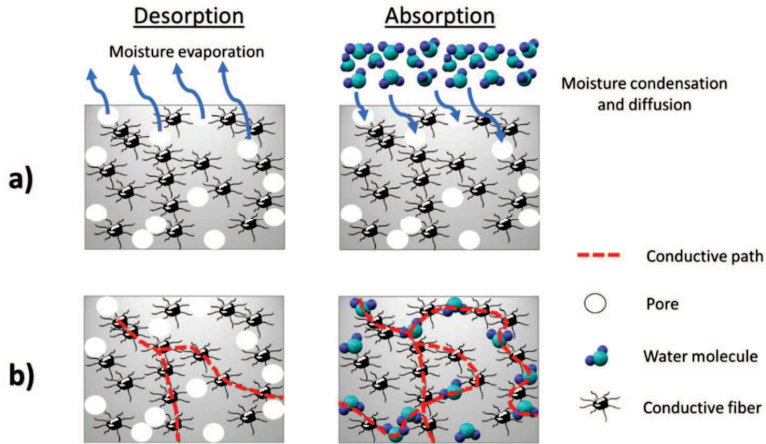 Desorption
Absorption
Moisture evaporation
Moisture condensation
and diffusion
a)
Conductive path
Pore
b)
Water molecule
Conductive fiber